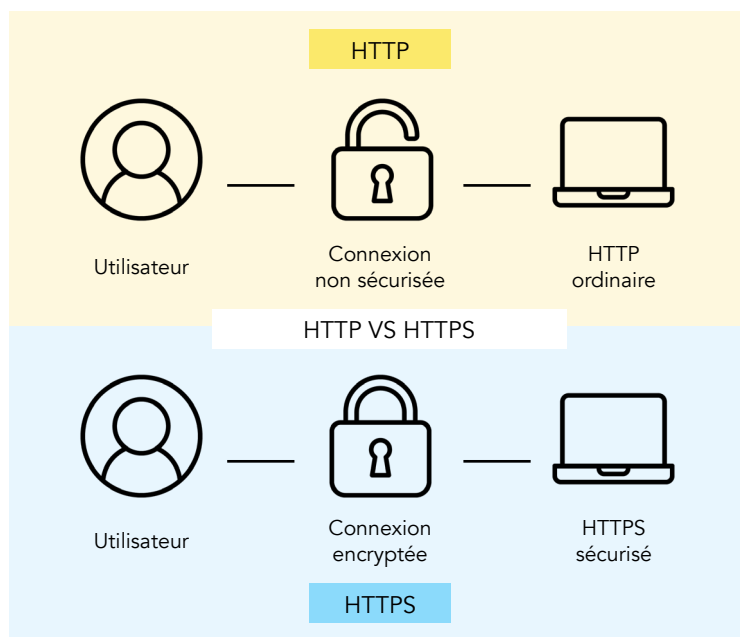 HTTP
Utilisateur
Connexion
non sécurisée
HTTP
ordinaire
HTTP VS HTTPS
Utilisateur
Connexion
encryptée
HTTPS
sécurisé
HTTPS